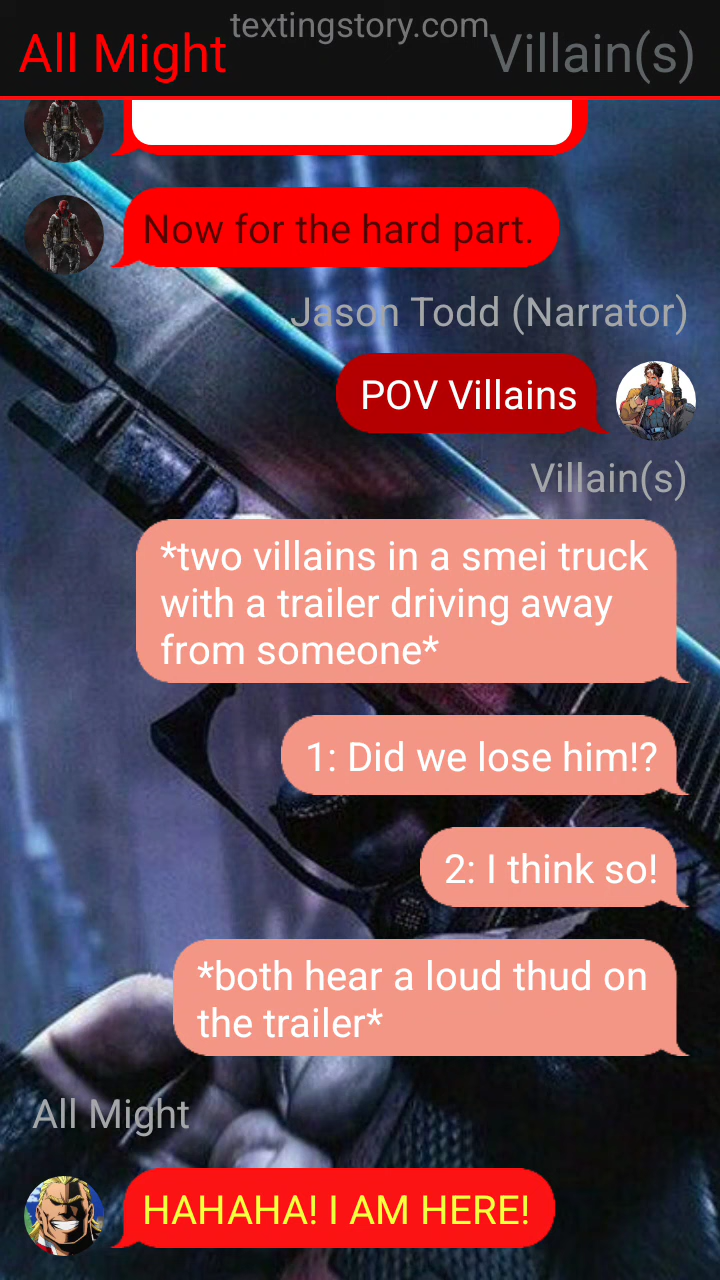 textingstory.com
All Might
Villain(s)
Now for the hard part.
Jason Todd (Narrator)
POV Villains
Villain(s)
*two villains in a smei truck
with a trailer driving away
from someone*
1: Did we lose him!?
2: I think so!
*both hear a loud thud on
the trailer*
All Might
HAHAHA! I AM HERE!